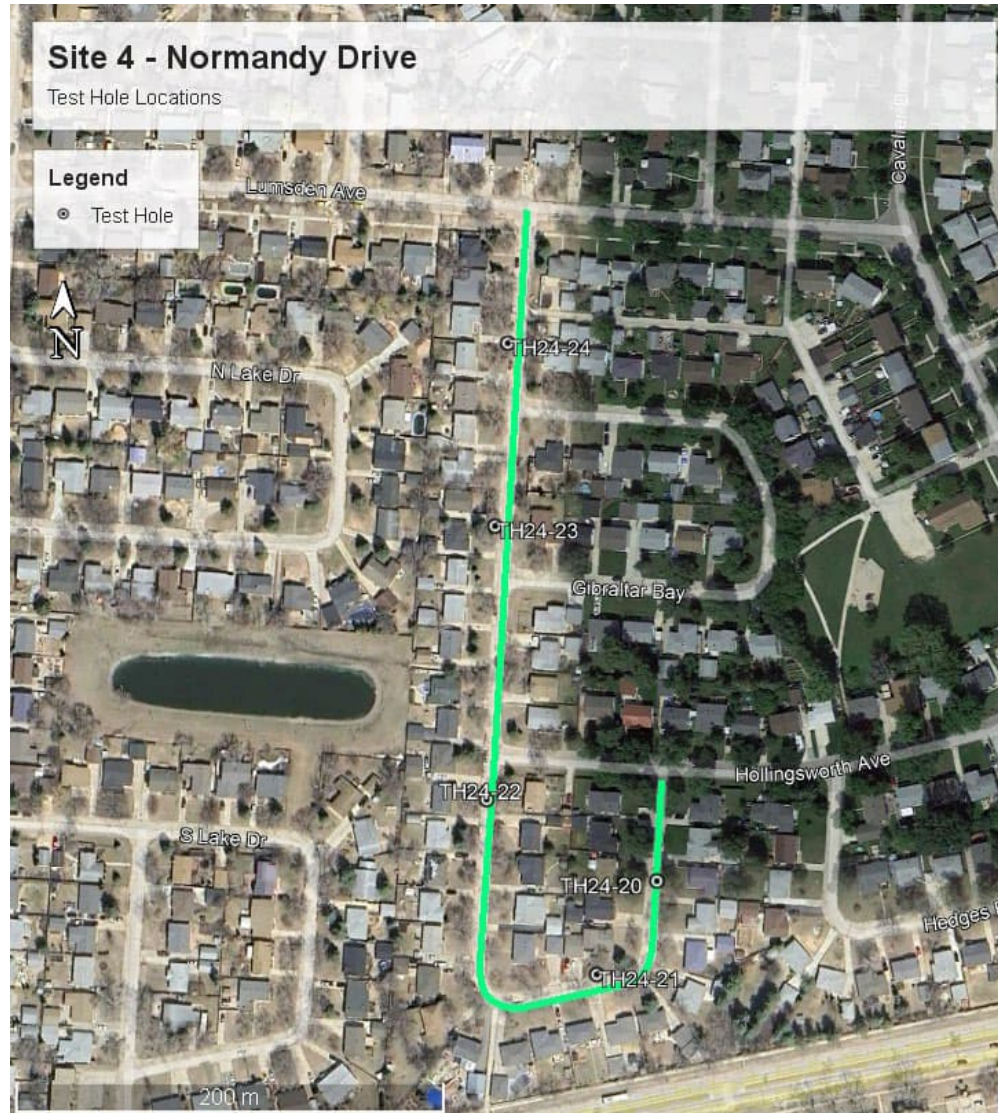 Site 4 - Normandy Drive
Test Hole Locations
Legend
Test Hole
Lumsden Ave
N
TH24-24
N Lake Dr
TH24-23
Gibraltar Bay
Hollingsworth Ave
TH24-22
S Lake Dr
TH24-20
TH24-21
200 m